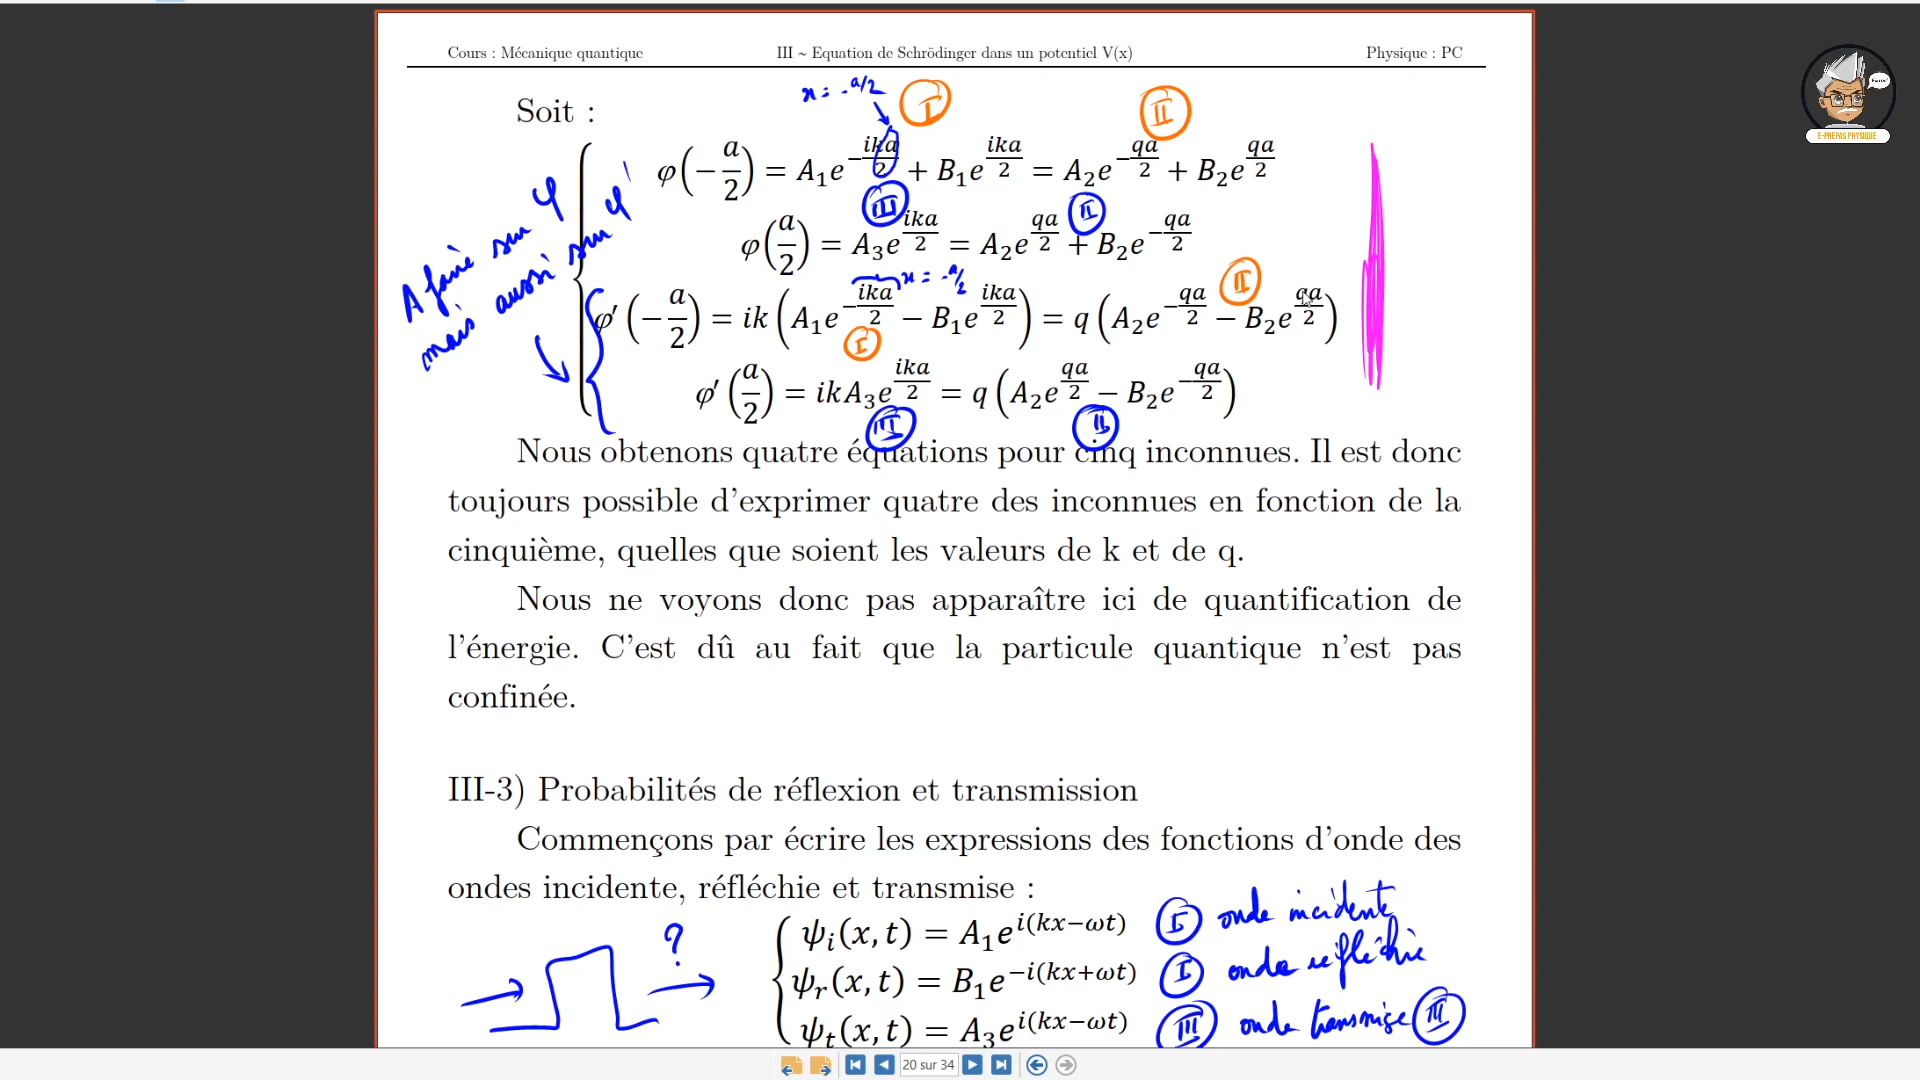 Cours : Mécanique quantique III ~ Equation de Schrödinger dans un potentiel V(x) Physique : PC
x = -a/2 I II
Soit :
φ(-a/2) = A₁e^(-ika/2) + B₁e^(ika/2) = A₂e^(-qa/2) + B₂e^(qa/2)
III II
φ(a/2) = A₃e^(ika/2) = A₂e^(qa/2) + B₂e^(-qa/2)
x = -a/2 II
φ′(-a/2) = ik(A₁e^(-ika/2) − B₁e^(ika/2)) = q(A₂e^(-qa/2) − B₂e^(qa/2))
I
φ′(a/2) = ikA₃e^(ika/2) = q(A₂e^(qa/2) − B₂e^(-qa/2))
III II
A faire sur φ
mais aussi sur φ'
Nous obtenons quatre équations pour cinq inconnues. Il est donc
toujours possible d'exprimer quatre des inconnues en fonction de la
cinquième, quelles que soient les valeurs de k et de q.
Nous ne voyons donc pas apparaître ici de quantification de
l'énergie. C'est dû au fait que la particule quantique n'est pas
confinée.
III-3) Probabilités de réflexion et transmission
Commençons par écrire les expressions des fonctions d'onde des
ondes incidente, réfléchie et transmise :
?
ψᵢ(x, t) = A₁e^(i(kx−ωt)) I onde incidente
ψᵣ(x, t) = B₁e^(−i(kx+ωt)) I onde réfléchie
ψₜ(x, t) = A₃e^(i(kx−ωt)) III onde transmise III
20 sur 34
E-PREPAS PHYSIQUE